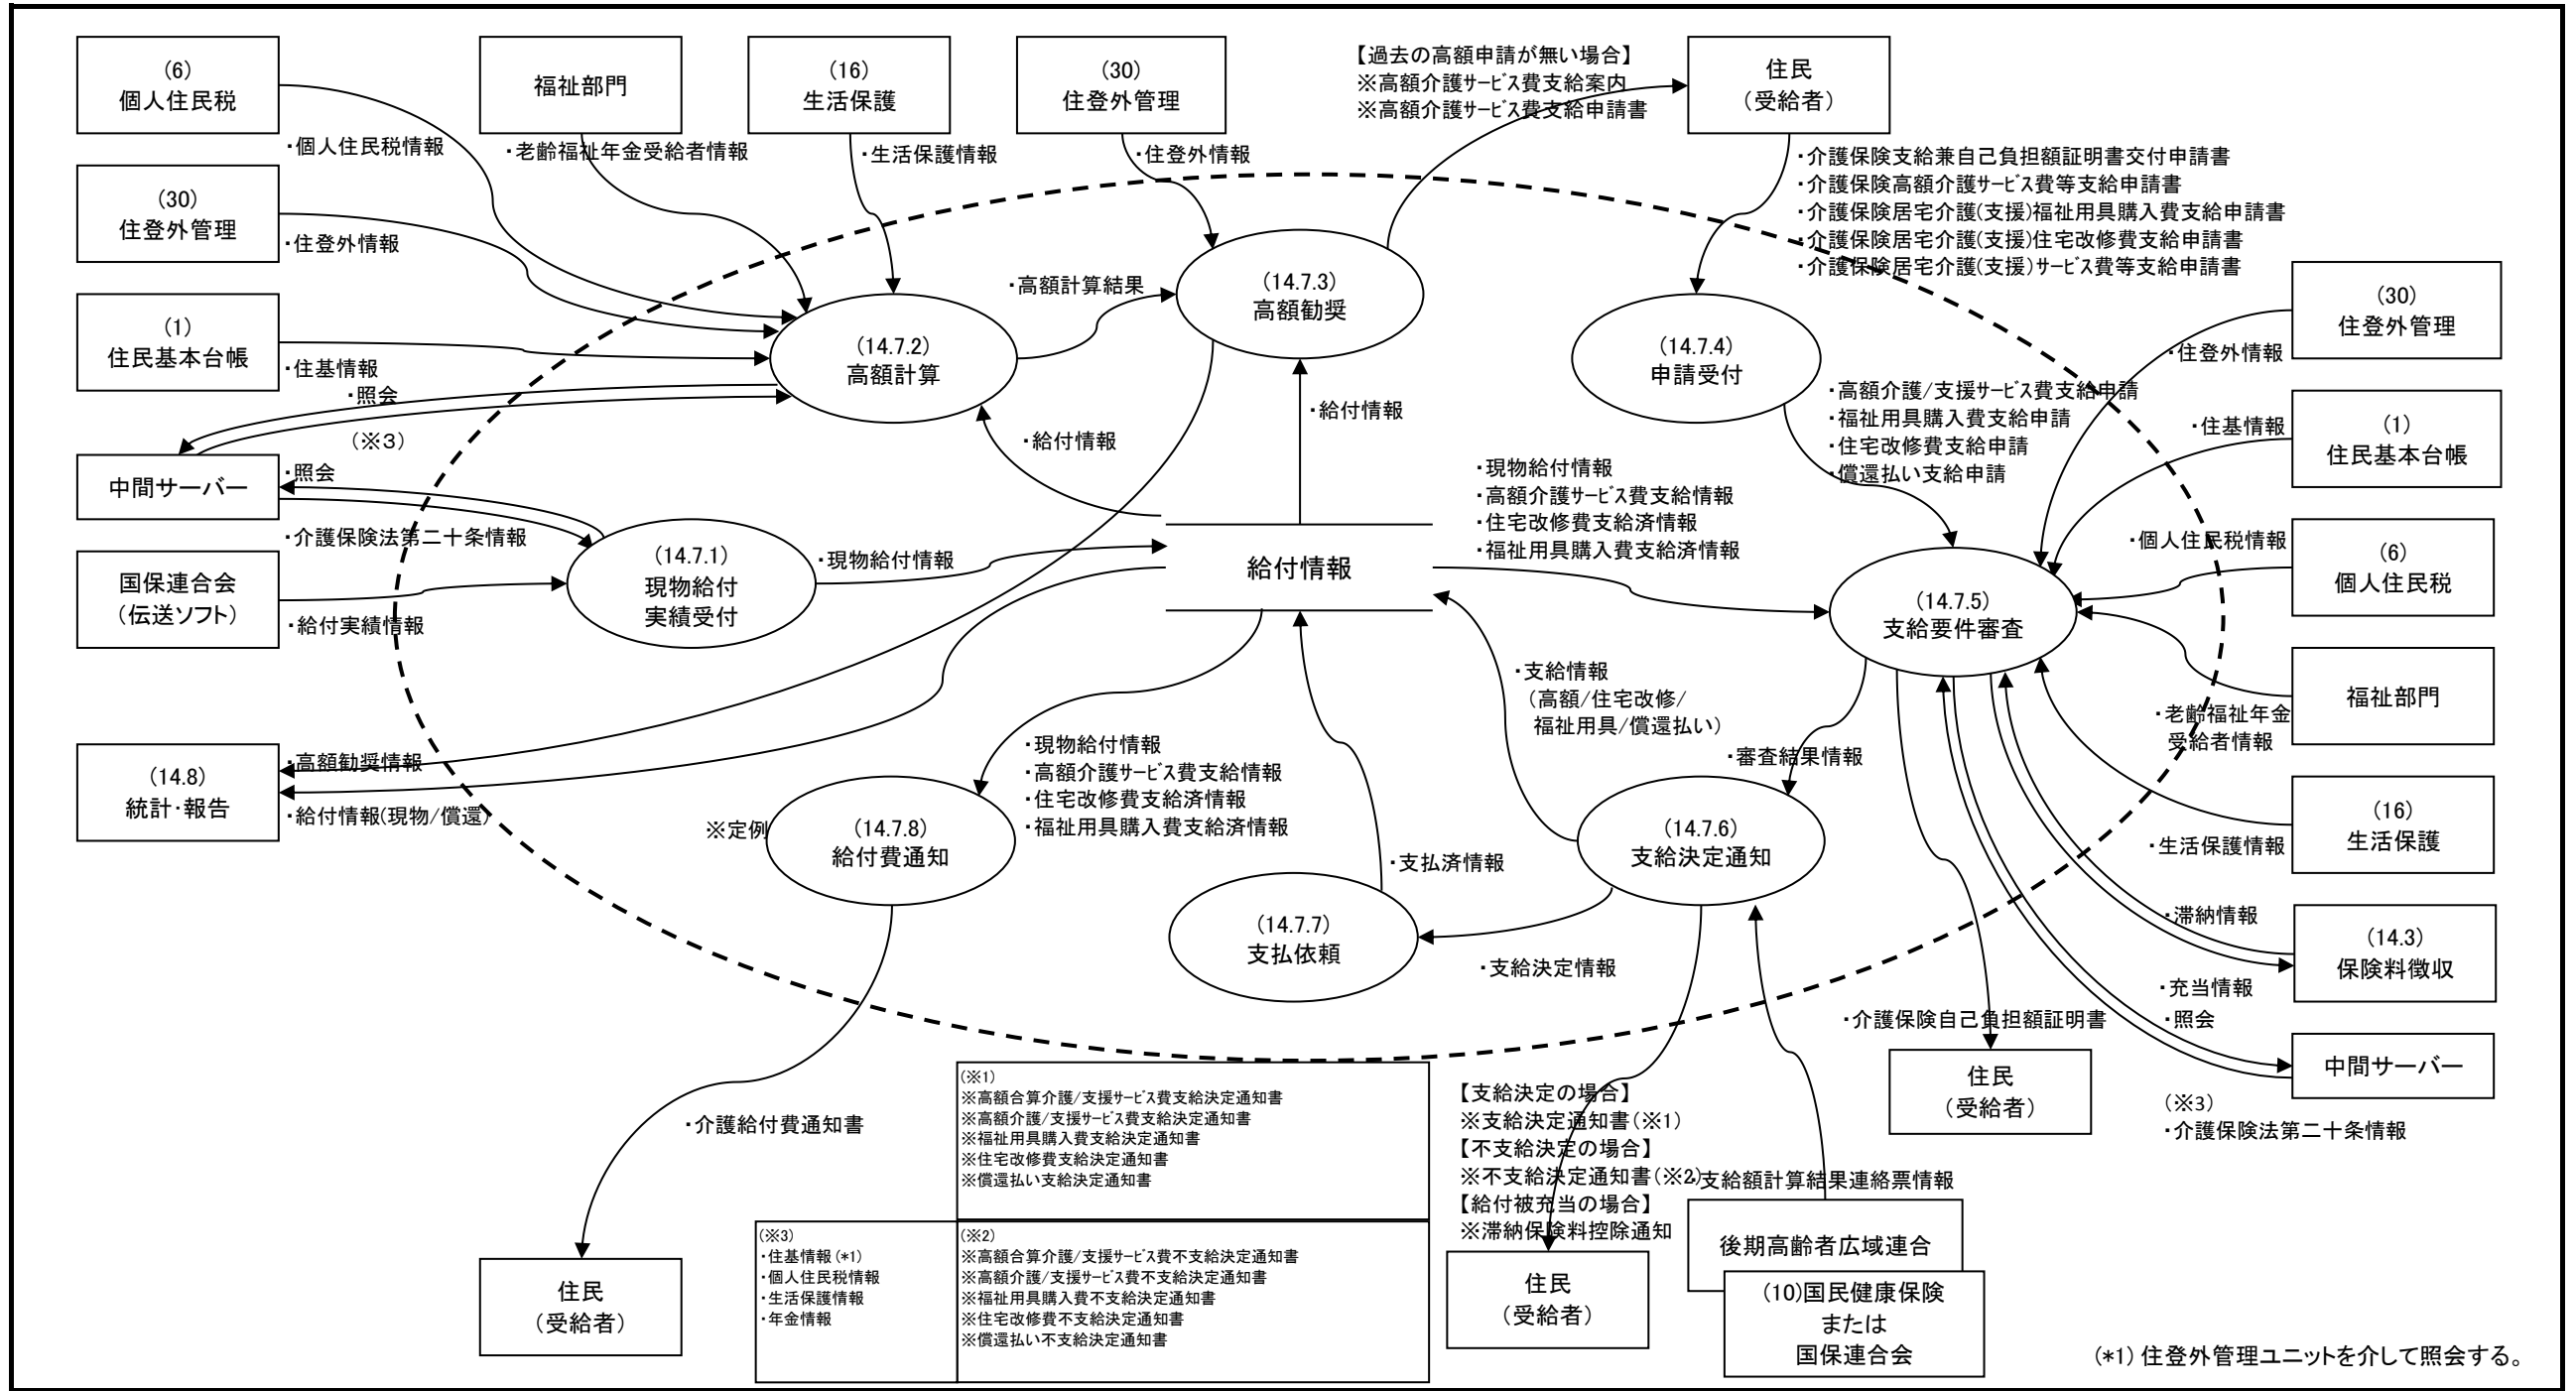 (6)
個人住民税
福祉部門
(16)
生活保護
(30)
住登外管理
【過去の高額申請が無い場合】
※高額介護サービス費支給案内
※高額介護サービス費支給申請書
住民
(受給者)
・個人住民税情報
・老齢福祉年金受給者情報
・生活保護情報
・住登外情報
・介護保険支給兼自己負担額証明書交付申請書
・介護保険高額介護サービス費等支給申請書
・介護保険居宅介護(支援)福祉用具購入費支給申請書
・介護保険居宅介護(支援)住宅改修費支給申請書
・介護保険居宅介護(支援)サービス費等支給申請書
(30)
住登外管理
・住登外情報
(1)
住民基本台帳
・住基情報
・照会
(※3)
(14.7.2)
高額計算
・高額計算結果
(14.7.3)
高額勧奨
(14.7.4)
申請受付
(30)
住登外管理
・住登外情報
・給付情報
・給付情報
・高額介護/支援サービス費支給申請
・福祉用具購入費支給申請
・住宅改修費支給申請
・償還払い支給申請
(1)
住民基本台帳
・住基情報
中間サーバー
・照会
・介護保険法第二十条情報
国保連合会
(伝送ソフト)
・給付実績情報
(14.7.1)
現物給付
実績受付
・現物給付情報
給付情報
・現物給付情報
・高額介護サービス費支給情報
・住宅改修費支給済情報
・福祉用具購入費支給済情報
(14.7.5)
支給要件審査
・個人住民税情報
(6)
個人住民税
福祉部門
・老齢福祉年金
受給者情報
・支給情報
(高額/住宅改修/
福祉用具/償還払い)
・審査結果情報
(14.8)
統計・報告
・高額勧奨情報
・給付情報(現物/償還)
※定例
(14.7.8)
給付費通知
・現物給付情報
・高額介護サービス費支給情報
・住宅改修費支給済情報
・福祉用具購入費支給済情報
・支払済情報
(14.7.6)
支給決定通知
(16)
生活保護
・生活保護情報
(14.7.7)
支払依頼
・支給決定情報
・滞納情報
(14.3)
保険料徴収
・充当情報
・照会
・介護保険自己負担額証明書
住民
(受給者)
中間サーバー
(※3)
・介護保険法第二十条情報
・介護給付費通知書
(※1)
※高額合算介護/支援サービス費支給決定通知書
※高額介護/支援サービス費支給決定通知書
※福祉用具購入費支給決定通知書
※住宅改修費支給決定通知書
※償還払い支給決定通知書
【支給決定の場合】
※支給決定通知書(※1)
【不支給決定の場合】
※不支給決定通知書(※2)
【給付被充当の場合】
※滞納保険料控除通知
・支給額計算結果連絡票情報
(※3)
・住基情報(*1)
・個人住民税情報
・生活保護情報
・年金情報
(※2)
※高額合算介護/支援サービス費不支給決定通知書
※高額介護/支援サービス費不支給決定通知書
※福祉用具購入費不支給決定通知書
※住宅改修費不支給決定通知書
※償還払い不支給決定通知書
住民
(受給者)
住民
(受給者)
後期高齢者広域連合
(10)国民健康保険
または
国保連合会
(*1)住登外管理ユニットを介して照会する。